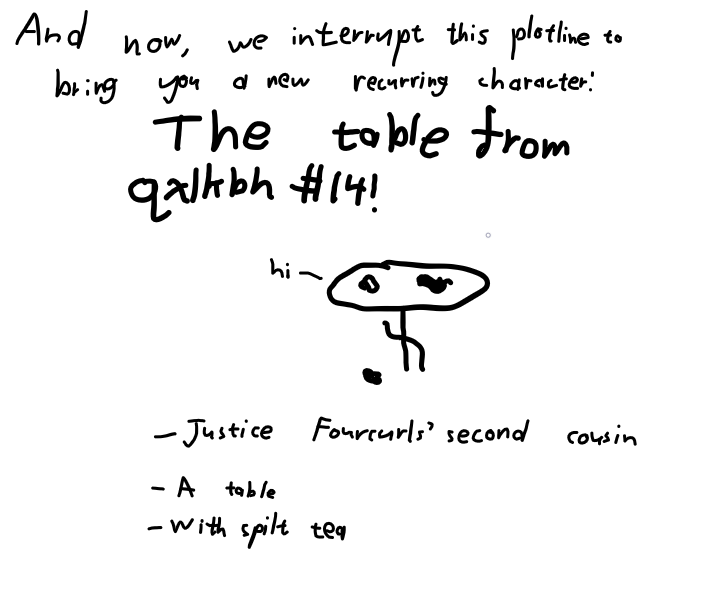 And now, we interrupt this plotline to
bring you a new recurring character:
The table from
qxlkbh #14!
hi
- Justice Fourcurls' second cousin
- A table
- With spilt tea